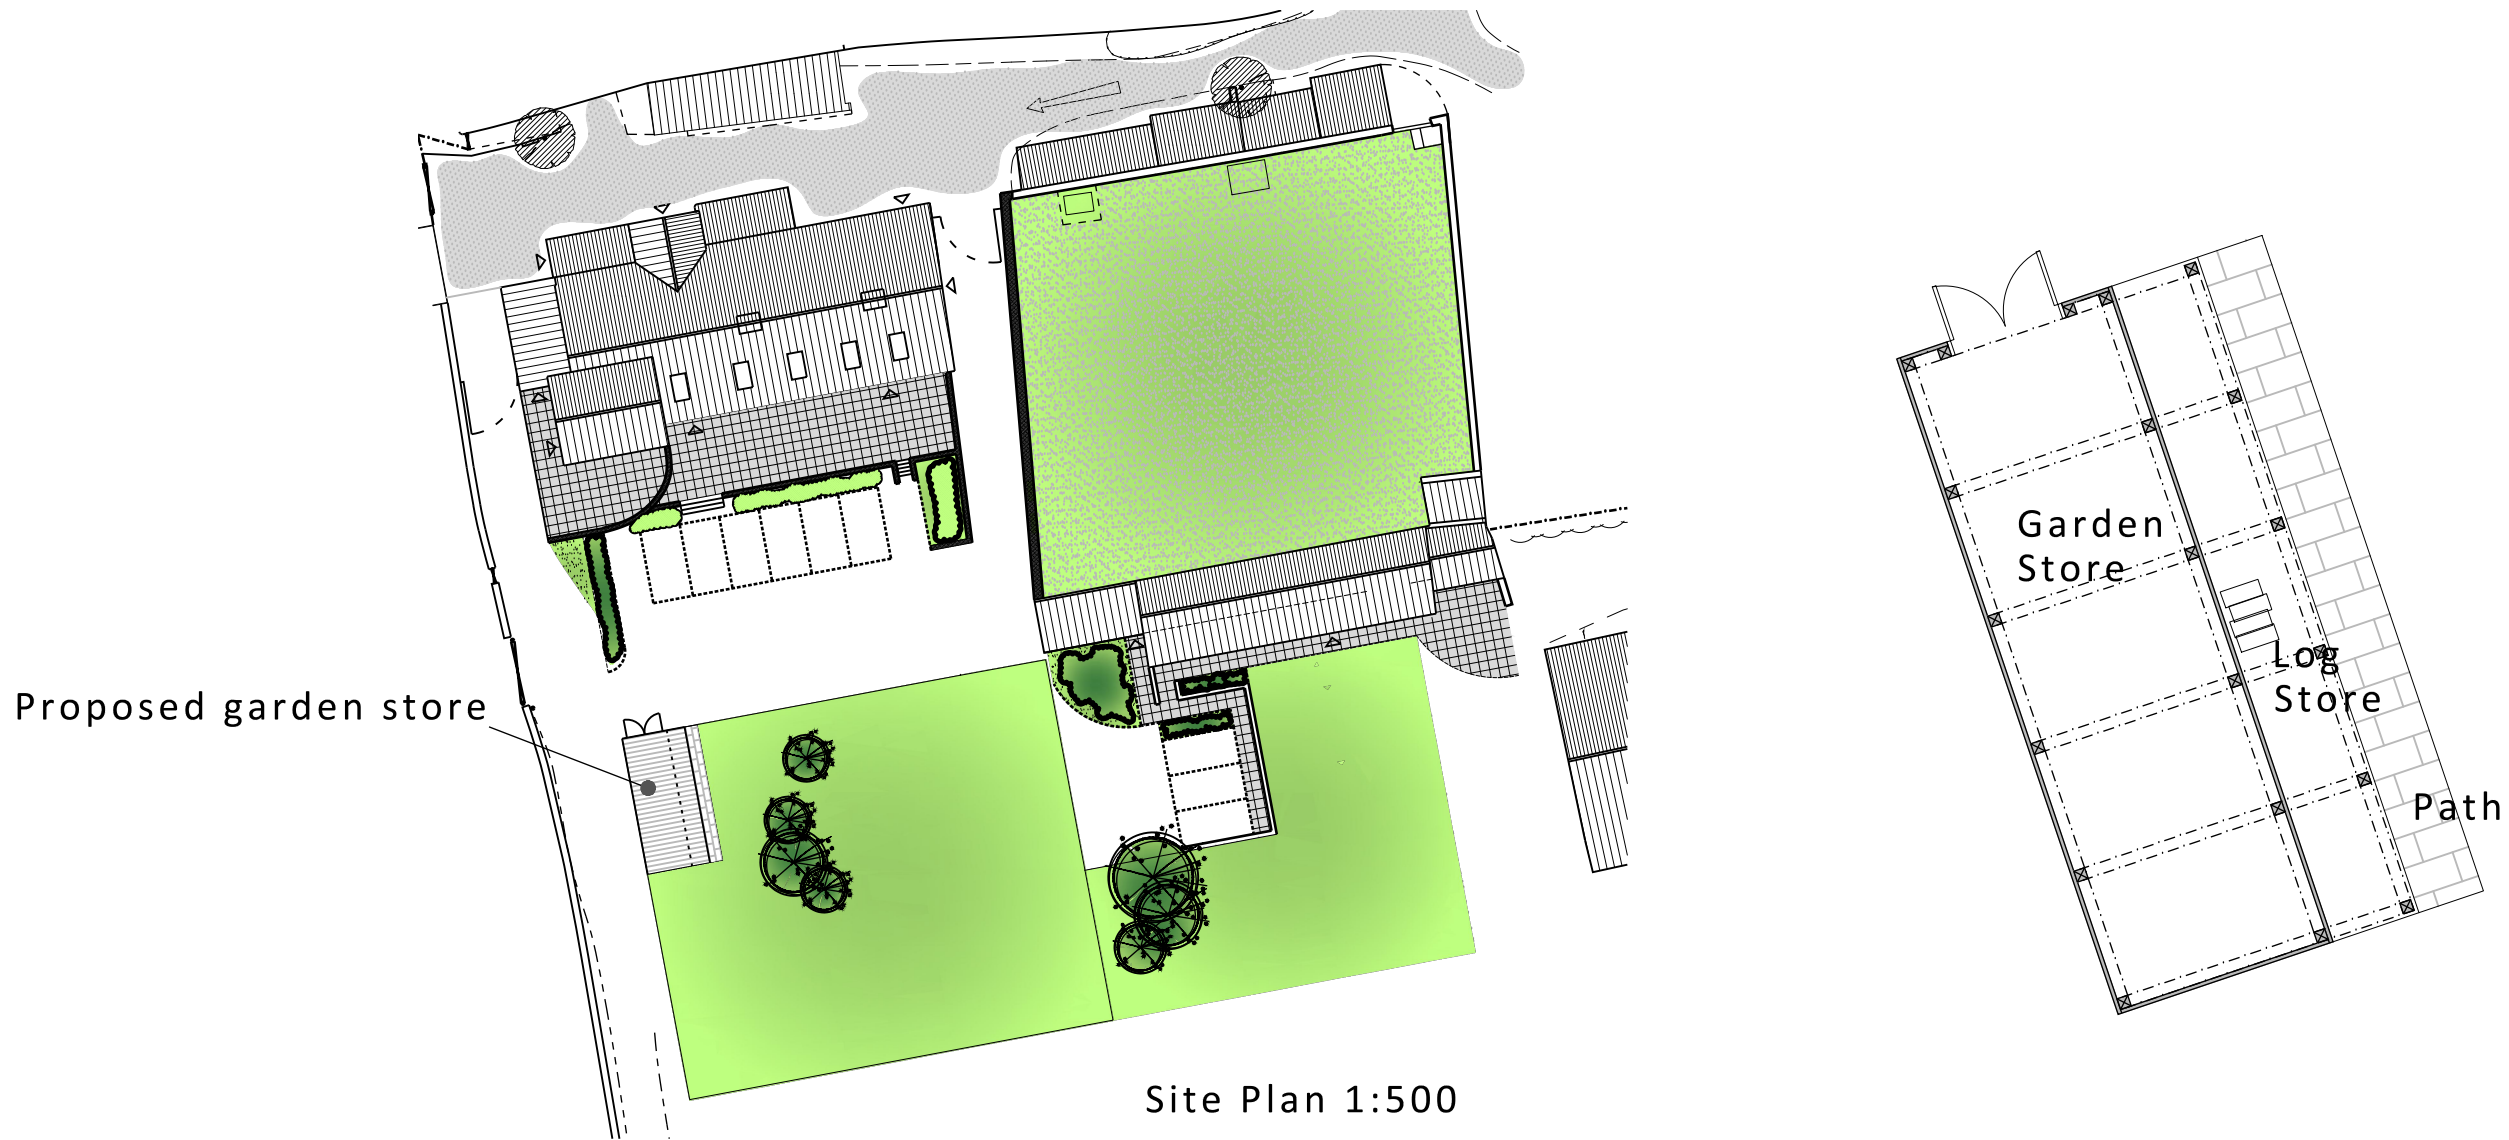 Proposed garden store
Garden
Store
Log
Store
Path
Site Plan 1:500